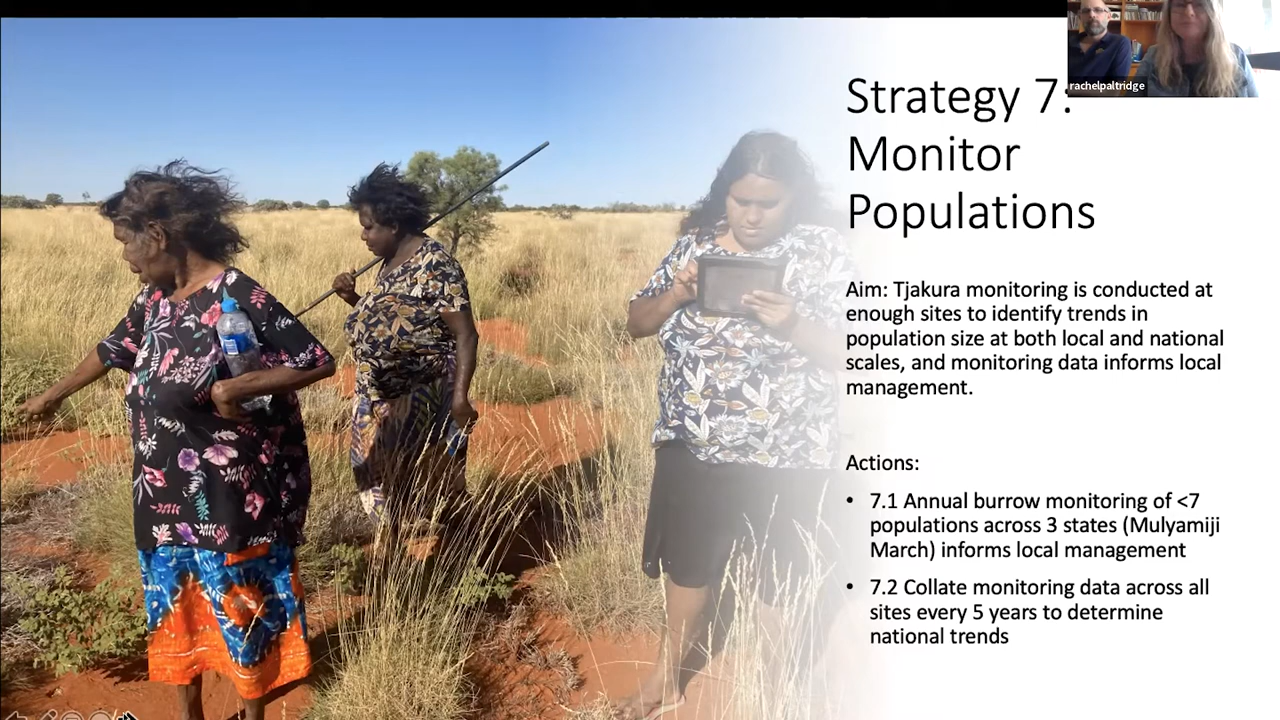 rachelpaltridge
Strategy 7:
Monitor
Populations
Aim: Tjakura monitoring is conducted at
enough sites to identify trends in
population size at both local and national
scales, and monitoring data informs local
management.
Actions:
• 7.1 Annual burrow monitoring of <7
populations across 3 states (Mulyamiji
March) informs local management
• 7.2 Collate monitoring data across all
sites every 5 years to determine
national trends